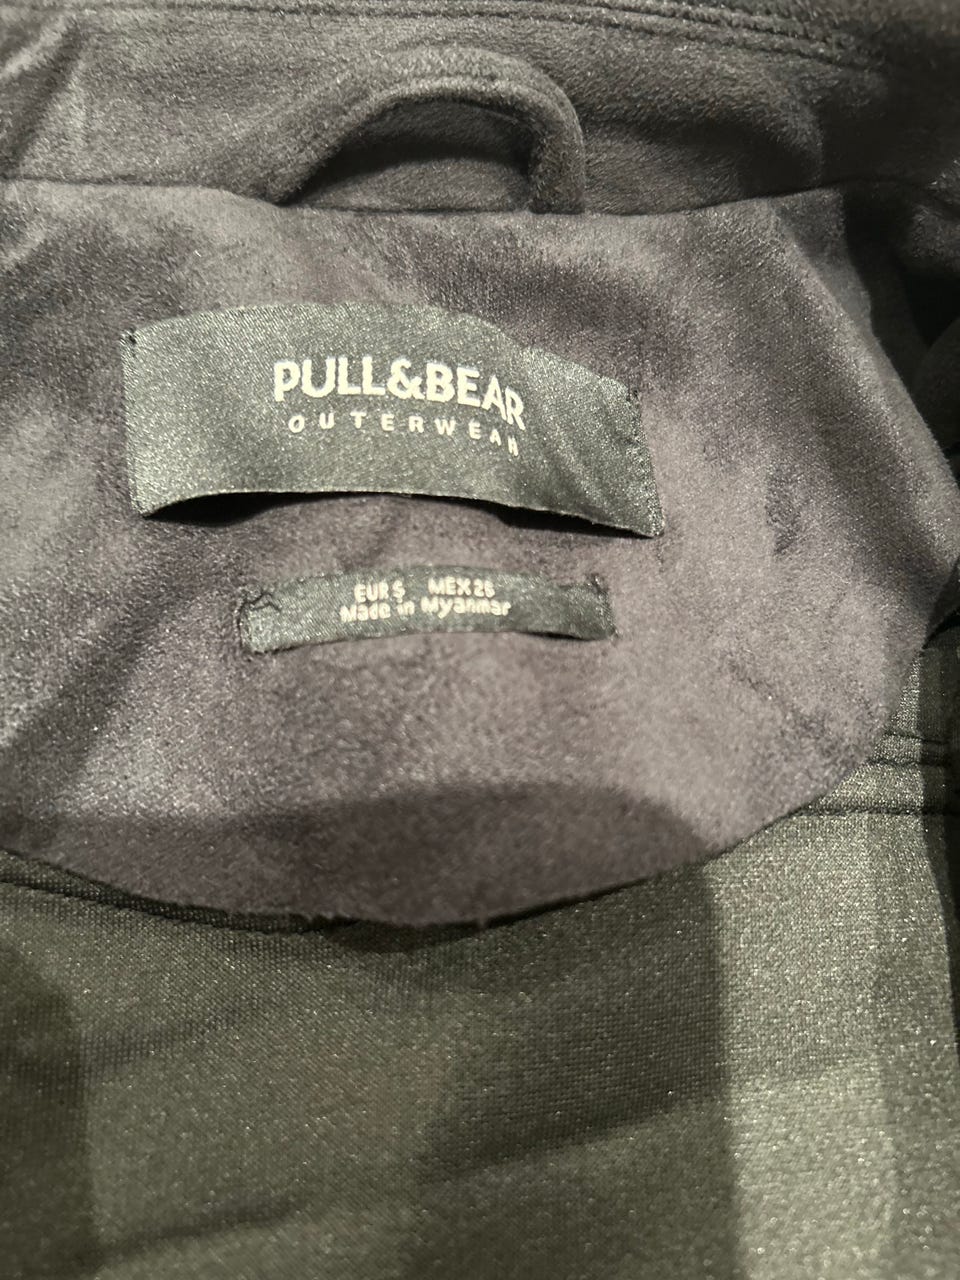 PULL&BEAR
OUTERWEAR
EUR S MEX 26
Made in Myanmar